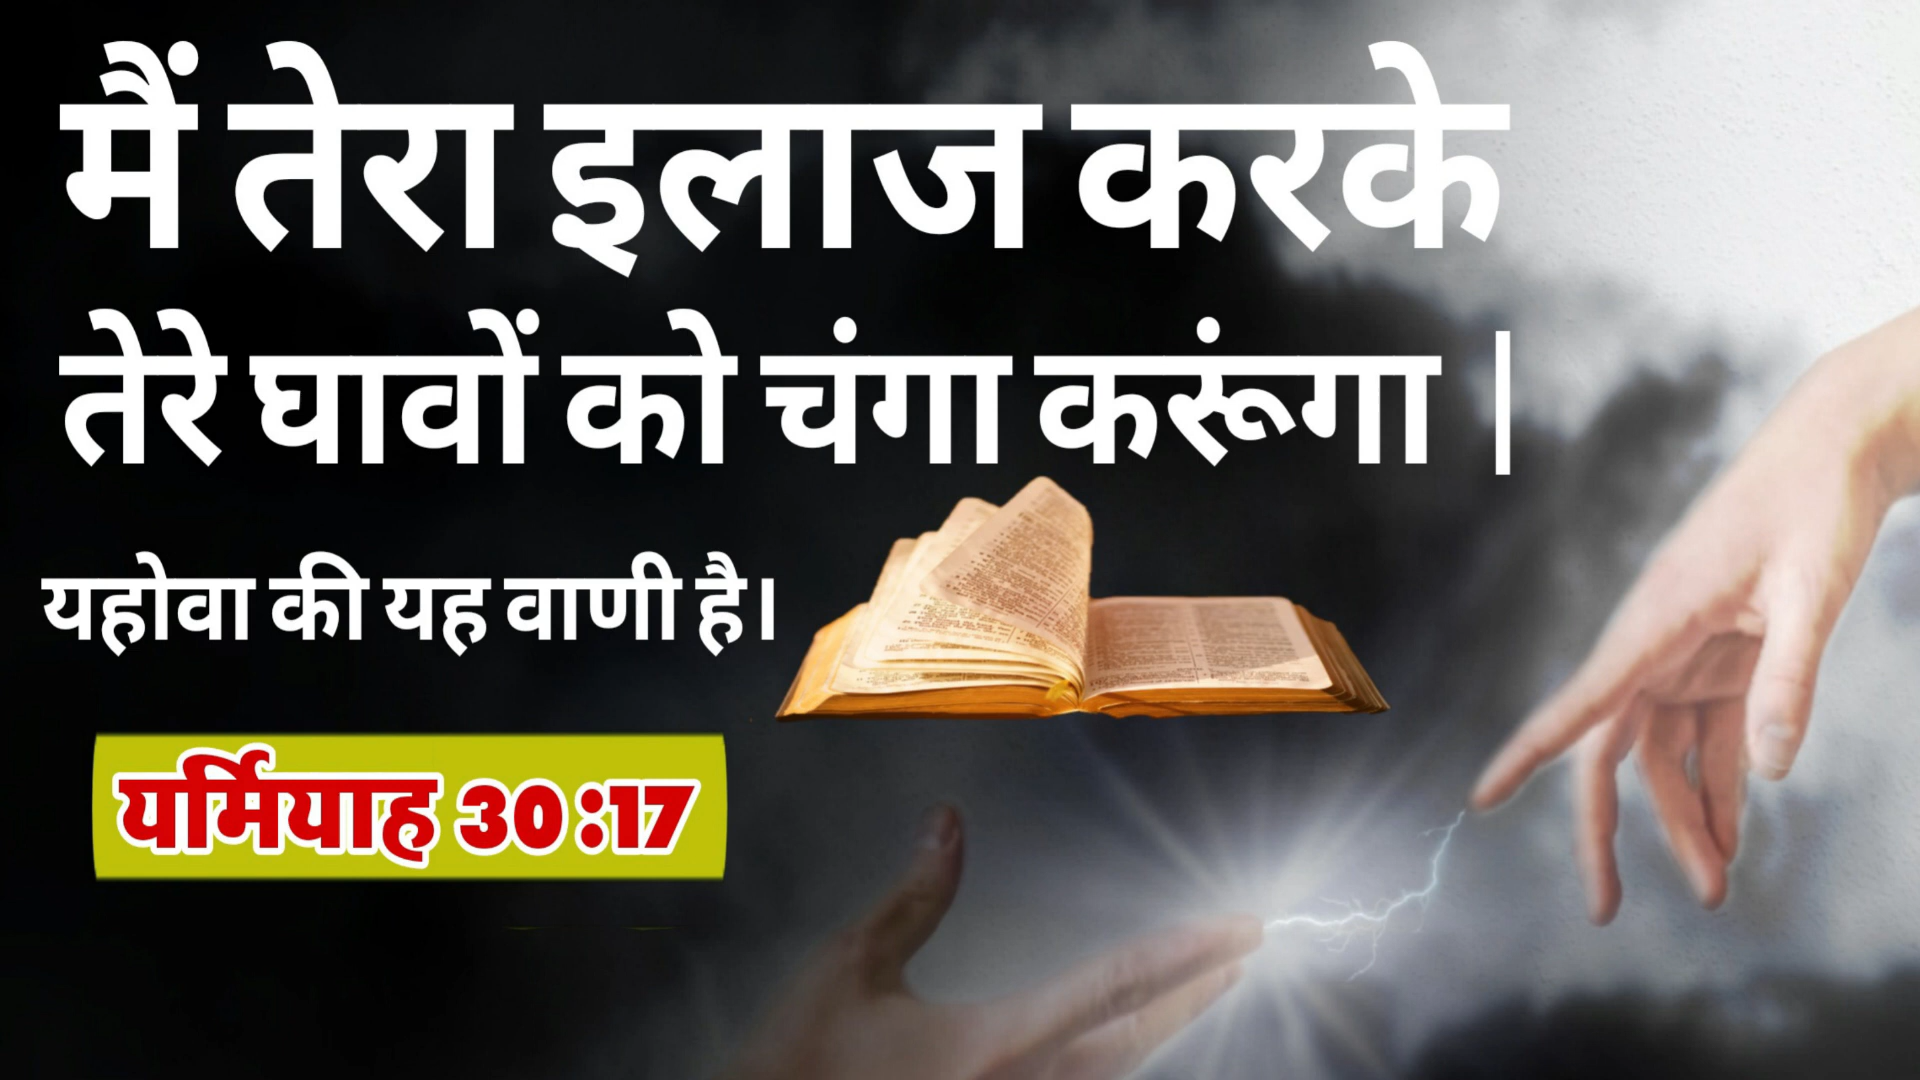 मैं तेरा इलाज करके
तेरे घावों को चंगा करूंगा |
यहोवा की यह वाणी है।
यर्मियाह 30 :17